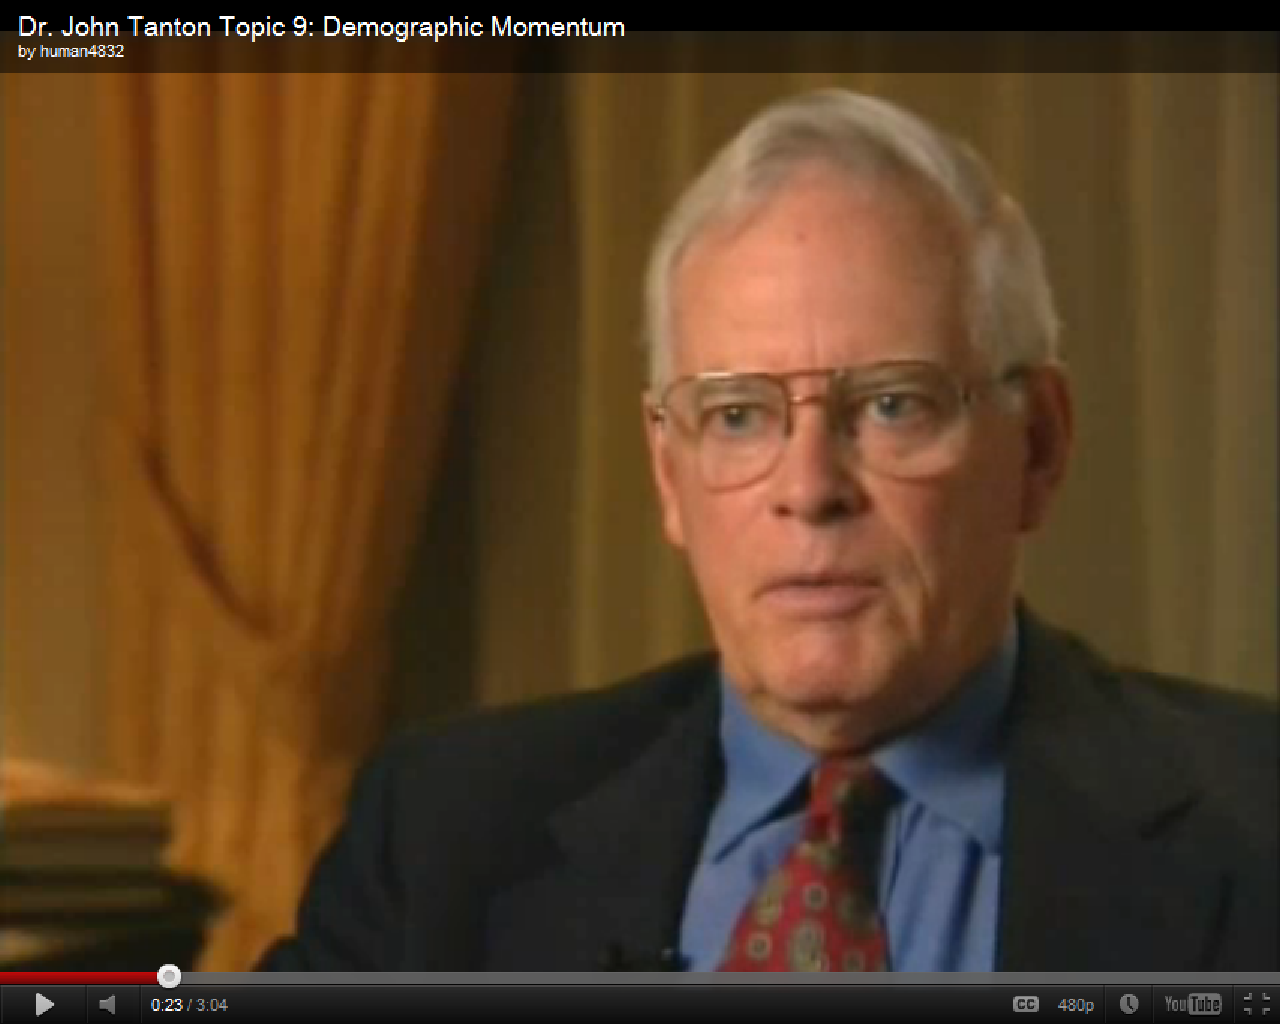 Dr. John Tanton Topic 9: Demographic Momentum
by human4832
0:23 / 3:04
CC
480p
YouTube